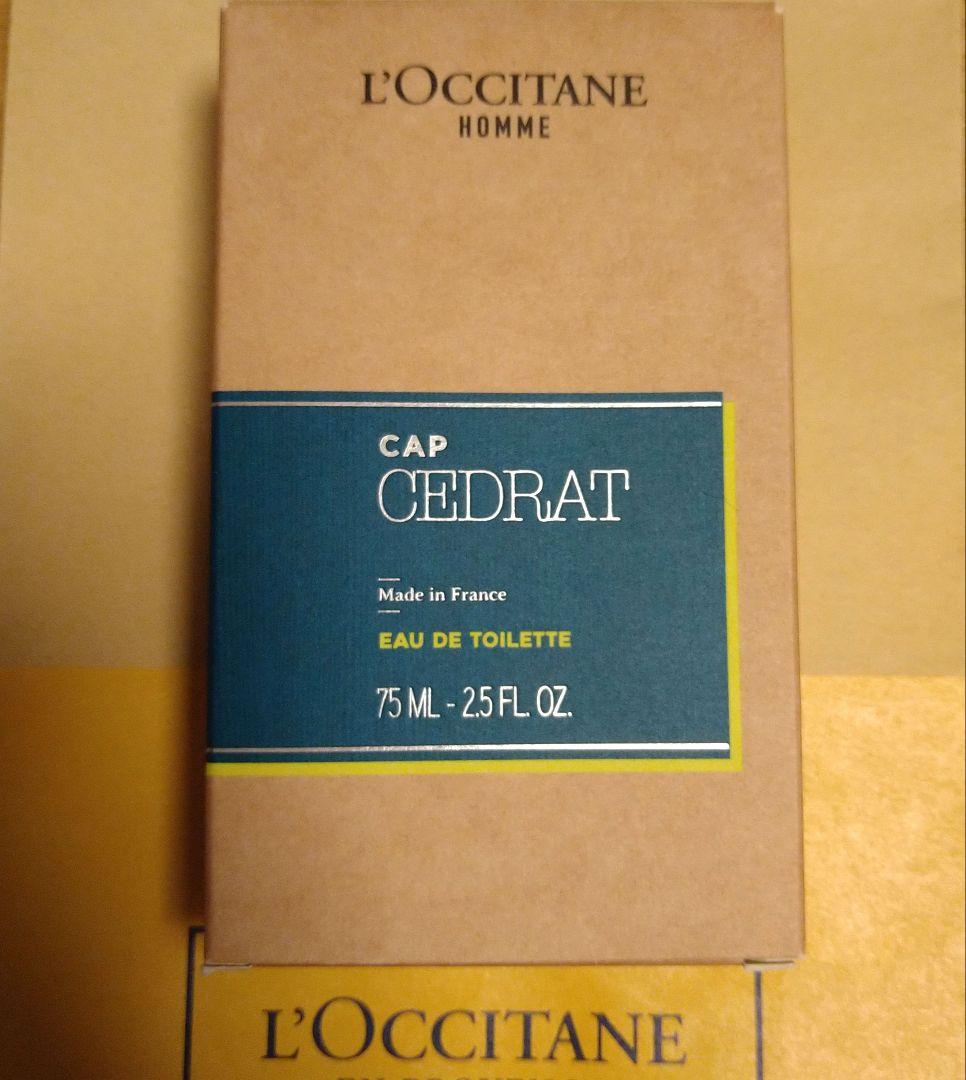 L'OCCITANE
HOMME
CAP
CEDRAT
Made in France
EAU DE TOILETTE
75 ML - 2.5 FL. OZ.
L'OCCITANE